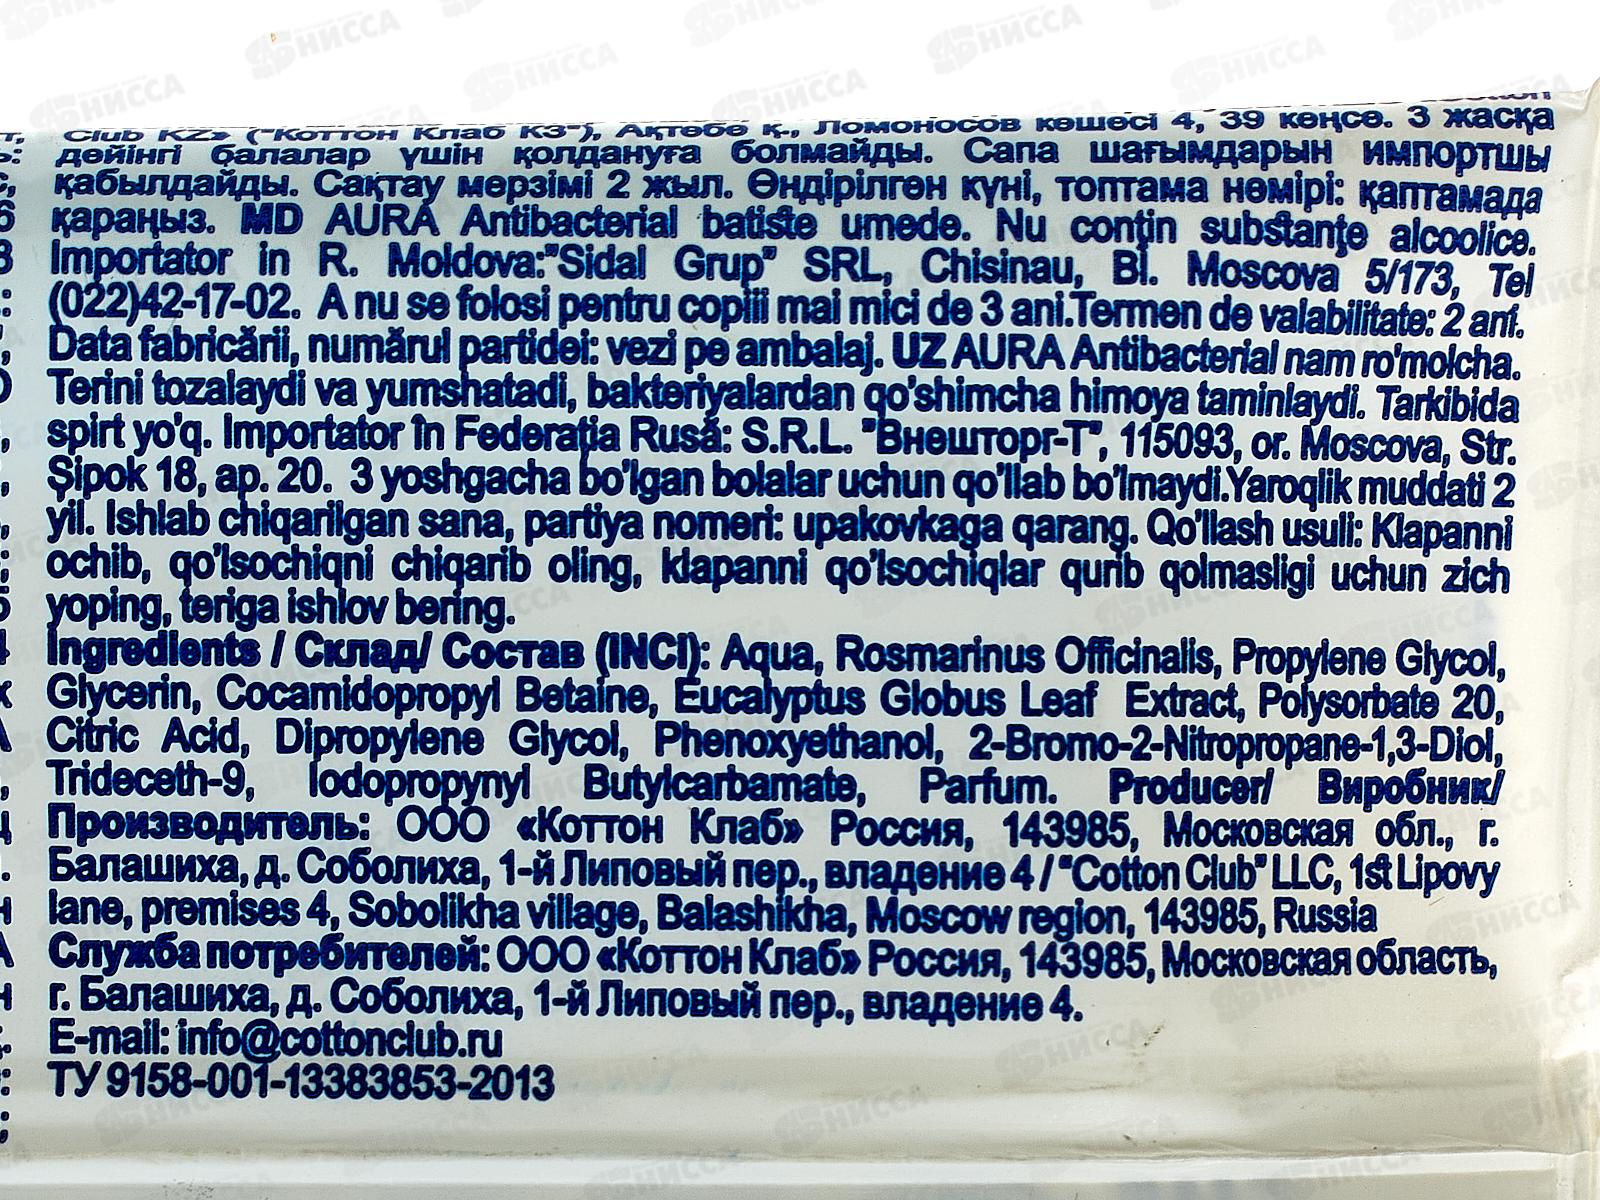 Club KZ» ("Коттон Клаб КЗ"), Ақтөбе қ., Ломоносов көшесі 4, 39 кеңсе. 3 жасқа
дейінгі балалар үшін қолдануға болмайды. Сапа шағымдарын импортшы
қабылдайды. Сақтау мерзімі 2 жыл. Өндірілген күні, топтама нөмірі: қаптамада
қараңыз. MD AURA Antibacterial batiste umede. Nu conțin substanțe alcoolice.
Importator in R. Moldova:"Sidal Grup" SRL, Chisinau, Bl. Moscova 5/173, Tel
(022)42-17-02. A nu se folosi pentru copiii mai mici de 3 ani.Termen de valabilitate: 2 ani.
Data fabricării, numărul partidei: vezi pe ambalaj. UZ AURA Antibacterial nam ro'molcha.
Terini tozalaydi va yumshatadi, bakteriyalardan qo'shimcha himoya taminlaydi. Tarkibida
spirt yo'q. Importator în Federația Rusă: S.R.L. "Внешторг-Т", 115093, or. Moscova, Str.
Șipok 18, ap. 20. 3 yoshgacha bo'lgan bolalar uchun qo'llab bo'lmaydi.Yaroqlik muddati 2
yil. Ishlab chiqarilgan sana, partiya nomeri: upakovkaga qarang. Qo'llash usuli: Klapanni
ochib, qo'lsochiqni chiqarib oling, klapanni qo'lsochiqlar qurib qolmasligi uchun zich
yoping, teriga ishlov bering.
Ingredients / Склад/ Состав (INCI): Aqua, Rosmarinus Officinalis, Propylene Glycol,
Glycerin, Cocamidopropyl Betaine, Eucalyptus Globus Leaf Extract, Polysorbate 20,
Citric Acid, Dipropylene Glycol, Phenoxyethanol, 2-Bromo-2-Nitropropane-1,3-Diol,
Trideceth-9, Iodopropynyl Butylcarbamate, Parfum. Producer/ Виробник/
Производитель: ООО «Коттон Клаб» Россия, 143985, Московская обл., г.
Балашиха, д. Соболиха, 1-й Липовый пер., владение 4 / "Cotton Club" LLC, 1st Lipovy
lane, premises 4, Sobolikha village, Balashikha, Moscow region, 143985, Russia
Служба потребителей: ООО «Коттон Клаб» Россия, 143985, Московская область,
г. Балашиха, д. Соболиха, 1-й Липовый пер., владение 4.
E-mail: info@cottonclub.ru
ТУ 9158-001-13383853-2013